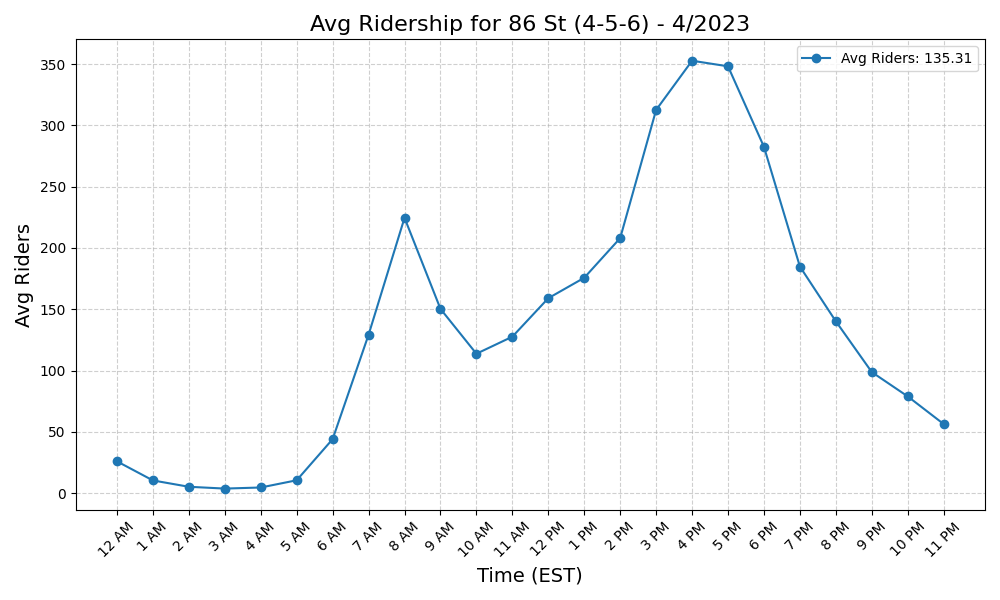 Avg Ridership for 86 St (4-5-6) - 4/2023
Avg Riders: 135.31
Avg Riders
350
300
250
200
150
100
50
0
12 AM
1 AM
2 AM
3 AM
4 AM
5 AM
6 AM
7 AM
8 AM
9 AM
10 AM
11 AM
12 PM
1 PM
2 PM
3 PM
4 PM
5 PM
6 PM
7 PM
8 PM
9 PM
10 PM
11 PM
Time (EST)